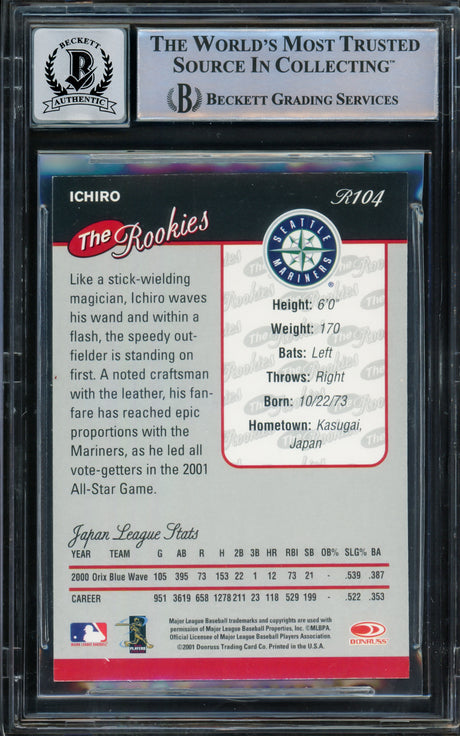 BECKETT
B
AUTHENTIC
THE WORLD'S MOST TRUSTED
SOURCE IN COLLECTING™
B BECKETT GRADING SERVICES
ICHIRO
R104
The Rookies
SEATTLE
MARINERS
®
Like a stick-wielding
magician, Ichiro waves
his wand and within a
flash, the speedy out-
fielder is standing on
first. A noted craftsman
with the leather, his fan-
fare has reached epic
proportions with the
Mariners, as he led all
vote-getters in the 2001
All-Star Game.
Height: 6'0"
Weight: 170
Bats: Left
Throws: Right
Born: 10/22/73
Hometown: Kasugai,
Japan
Japan League Stats
YEAR TEAM G AB R H 2B 3B HR RBI SB OB% SLG% BA
2000 Orix Blue Wave 105 395 73 153 22 1 12 73 21 - .539 .387
CAREER 951 3619 658 1278 211 23 118 529 199 - .522 .353
Major League Baseball trademarks and copyrights are used with
permission of Major League Baseball Properties, Inc. ©MLBPA.
Official Licensee of Major League Baseball Players Association.
©2001 Donruss Trading Card Co. Printed in the U.S.A.
MAJOR LEAGUE BASEBALL
PLAYERS
DONRUSS